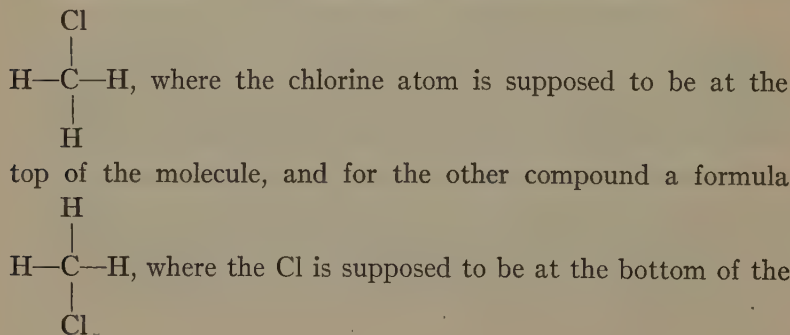 Cl
|
H—C—H, where the chlorine atom is supposed to be at the
|
H
top of the molecule, and for the other compound a formula
H
|
H—C—H, where the Cl is supposed to be at the bottom of the
|
Cl